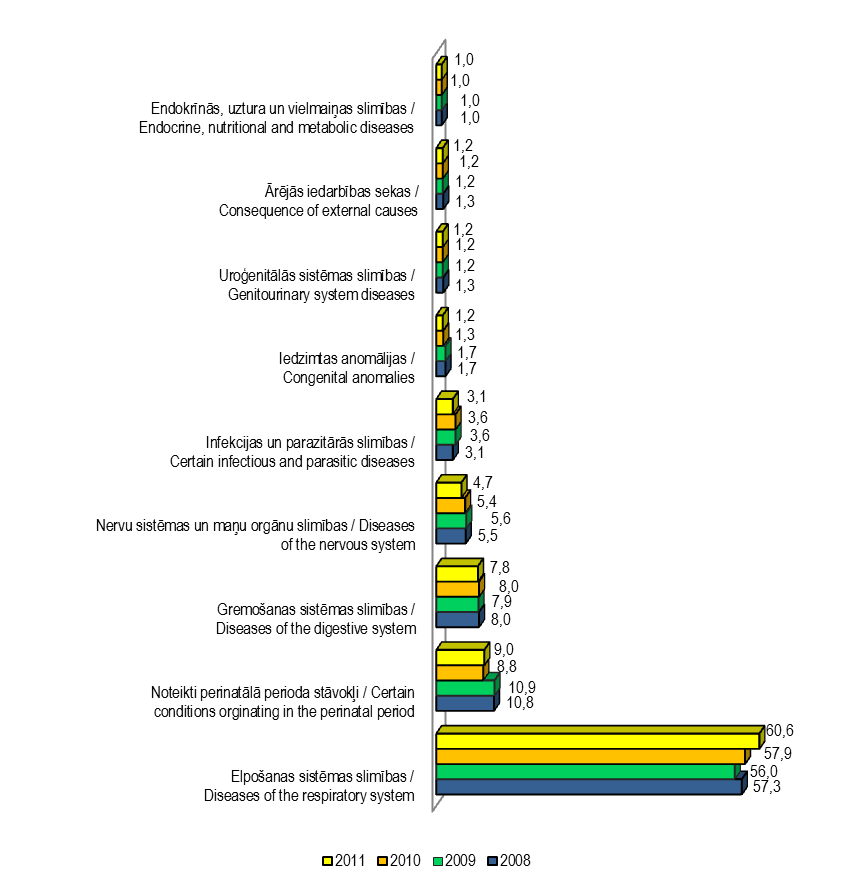 1,0
1,0
1,0
1,0
Endokrīnās, uztura un vielmaiņas slimības /
Endocrine, nutritional and metabolic diseases
1,2
1,2
1,2
1,3
Ārējās iedarbības sekas /
Consequence of external causes
1,2
1,2
1,2
1,3
Uroģenitālās sistēmas slimības /
Genitourinary system diseases
1,2
1,3
1,7
1,7
Iedzimtas anomālijas /
Congenital anomalies
3,1
3,6
3,6
3,1
Infekcijas un parazitārās slimības /
Certain infectious and parasitic diseases
4,7
5,4
5,6
5,5
Nervu sistēmas un maņu orgānu slimības / Diseases
of the nervous system
7,8
8,0
7,9
8,0
Gremošanas sistēmas slimības /
Diseases of the digestive system
9,0
8,8
10,9
10,8
Noteikti perinatālā perioda stāvokļi / Certain
conditions orginating in the perinatal period
60,6
57,9
56,0
57,3
Elpošanas sistēmas slimības /
Diseases of the respiratory system
2011 2010 2009 2008